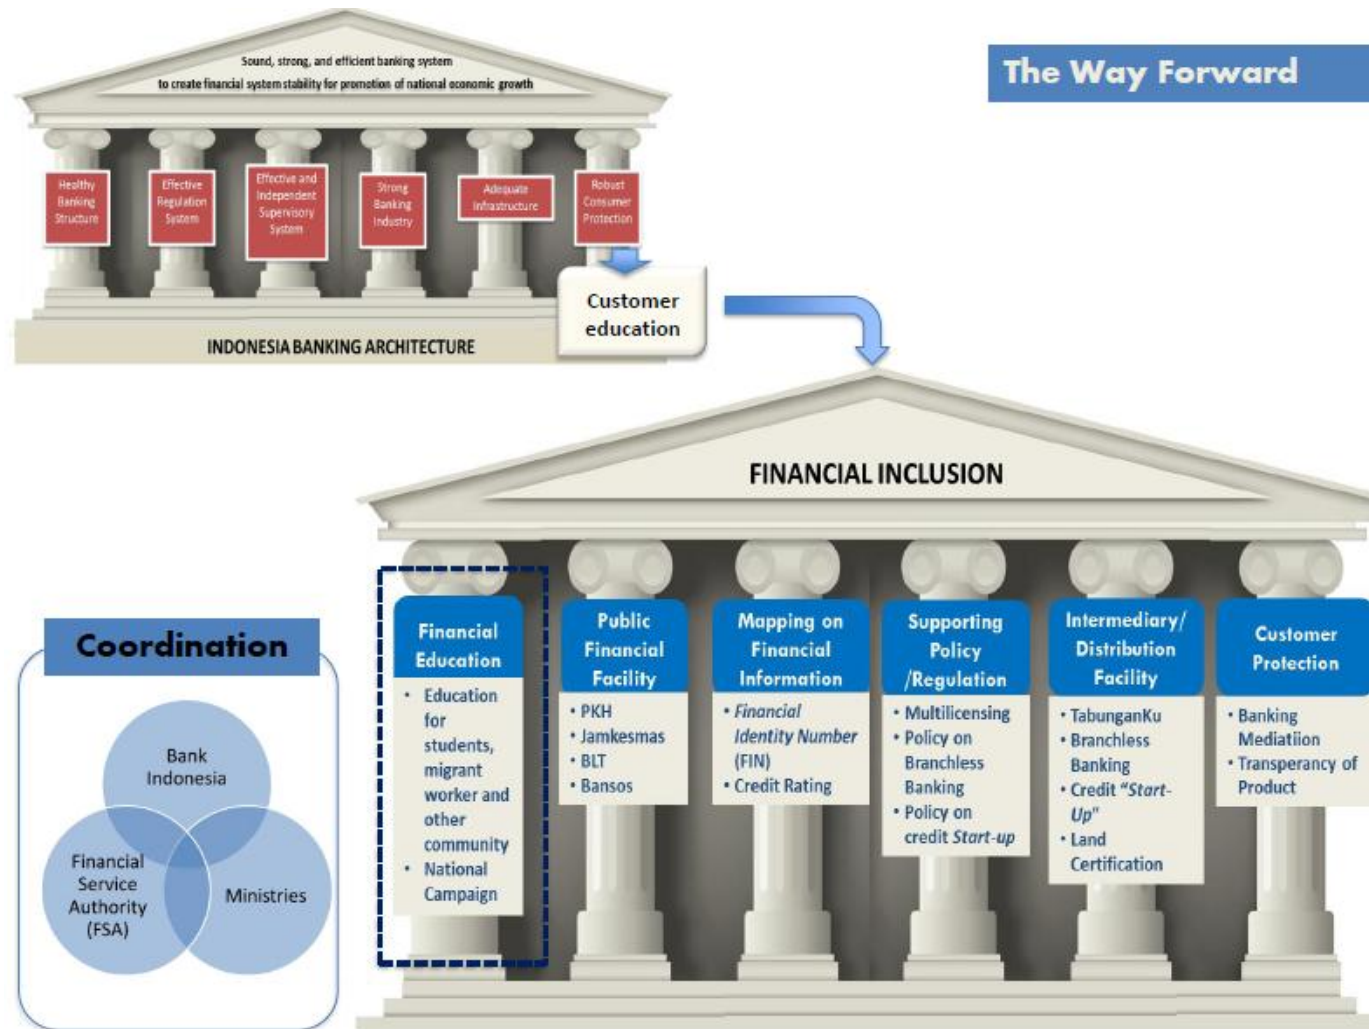 Sound, strong, and efficient banking system
to create financial system stability for promotion of national economic growth
The Way Forward
Healthy
Banking
Structure
Effective
Regulation
System
Effective and
Independent
Supervisory
System
Strong
Banking
Industry
Adequate
Infrastructure
Robust
Consumer
Protection
Customer
education
INDONESIA BANKING ARCHITECTURE
FINANCIAL INCLUSION
Coordination
Bank
Indonesia
Financial
Service
Authority
(FSA)
Ministries
Financial
Education
• Education
for
students,
migrant
worker and
other
community
• National
Campaign
Public
Financial
Facility
• PKH
• Jamkesmas
• BLT
• Bansos
Mapping on
Financial
Information
• Financial
Identity Number
(FIN)
• Credit Rating
Supporting
Policy
/Regulation
• Multilicensing
• Policy on
Branchless
Banking
• Policy on
credit Start-up
Intermediary/
Distribution
Facility
• TabunganKu
• Branchless
Banking
• Credit “Start-
Up”
• Land
Certification
Customer
Protection
• Banking
Mediatiion
• Transperancy of
Product